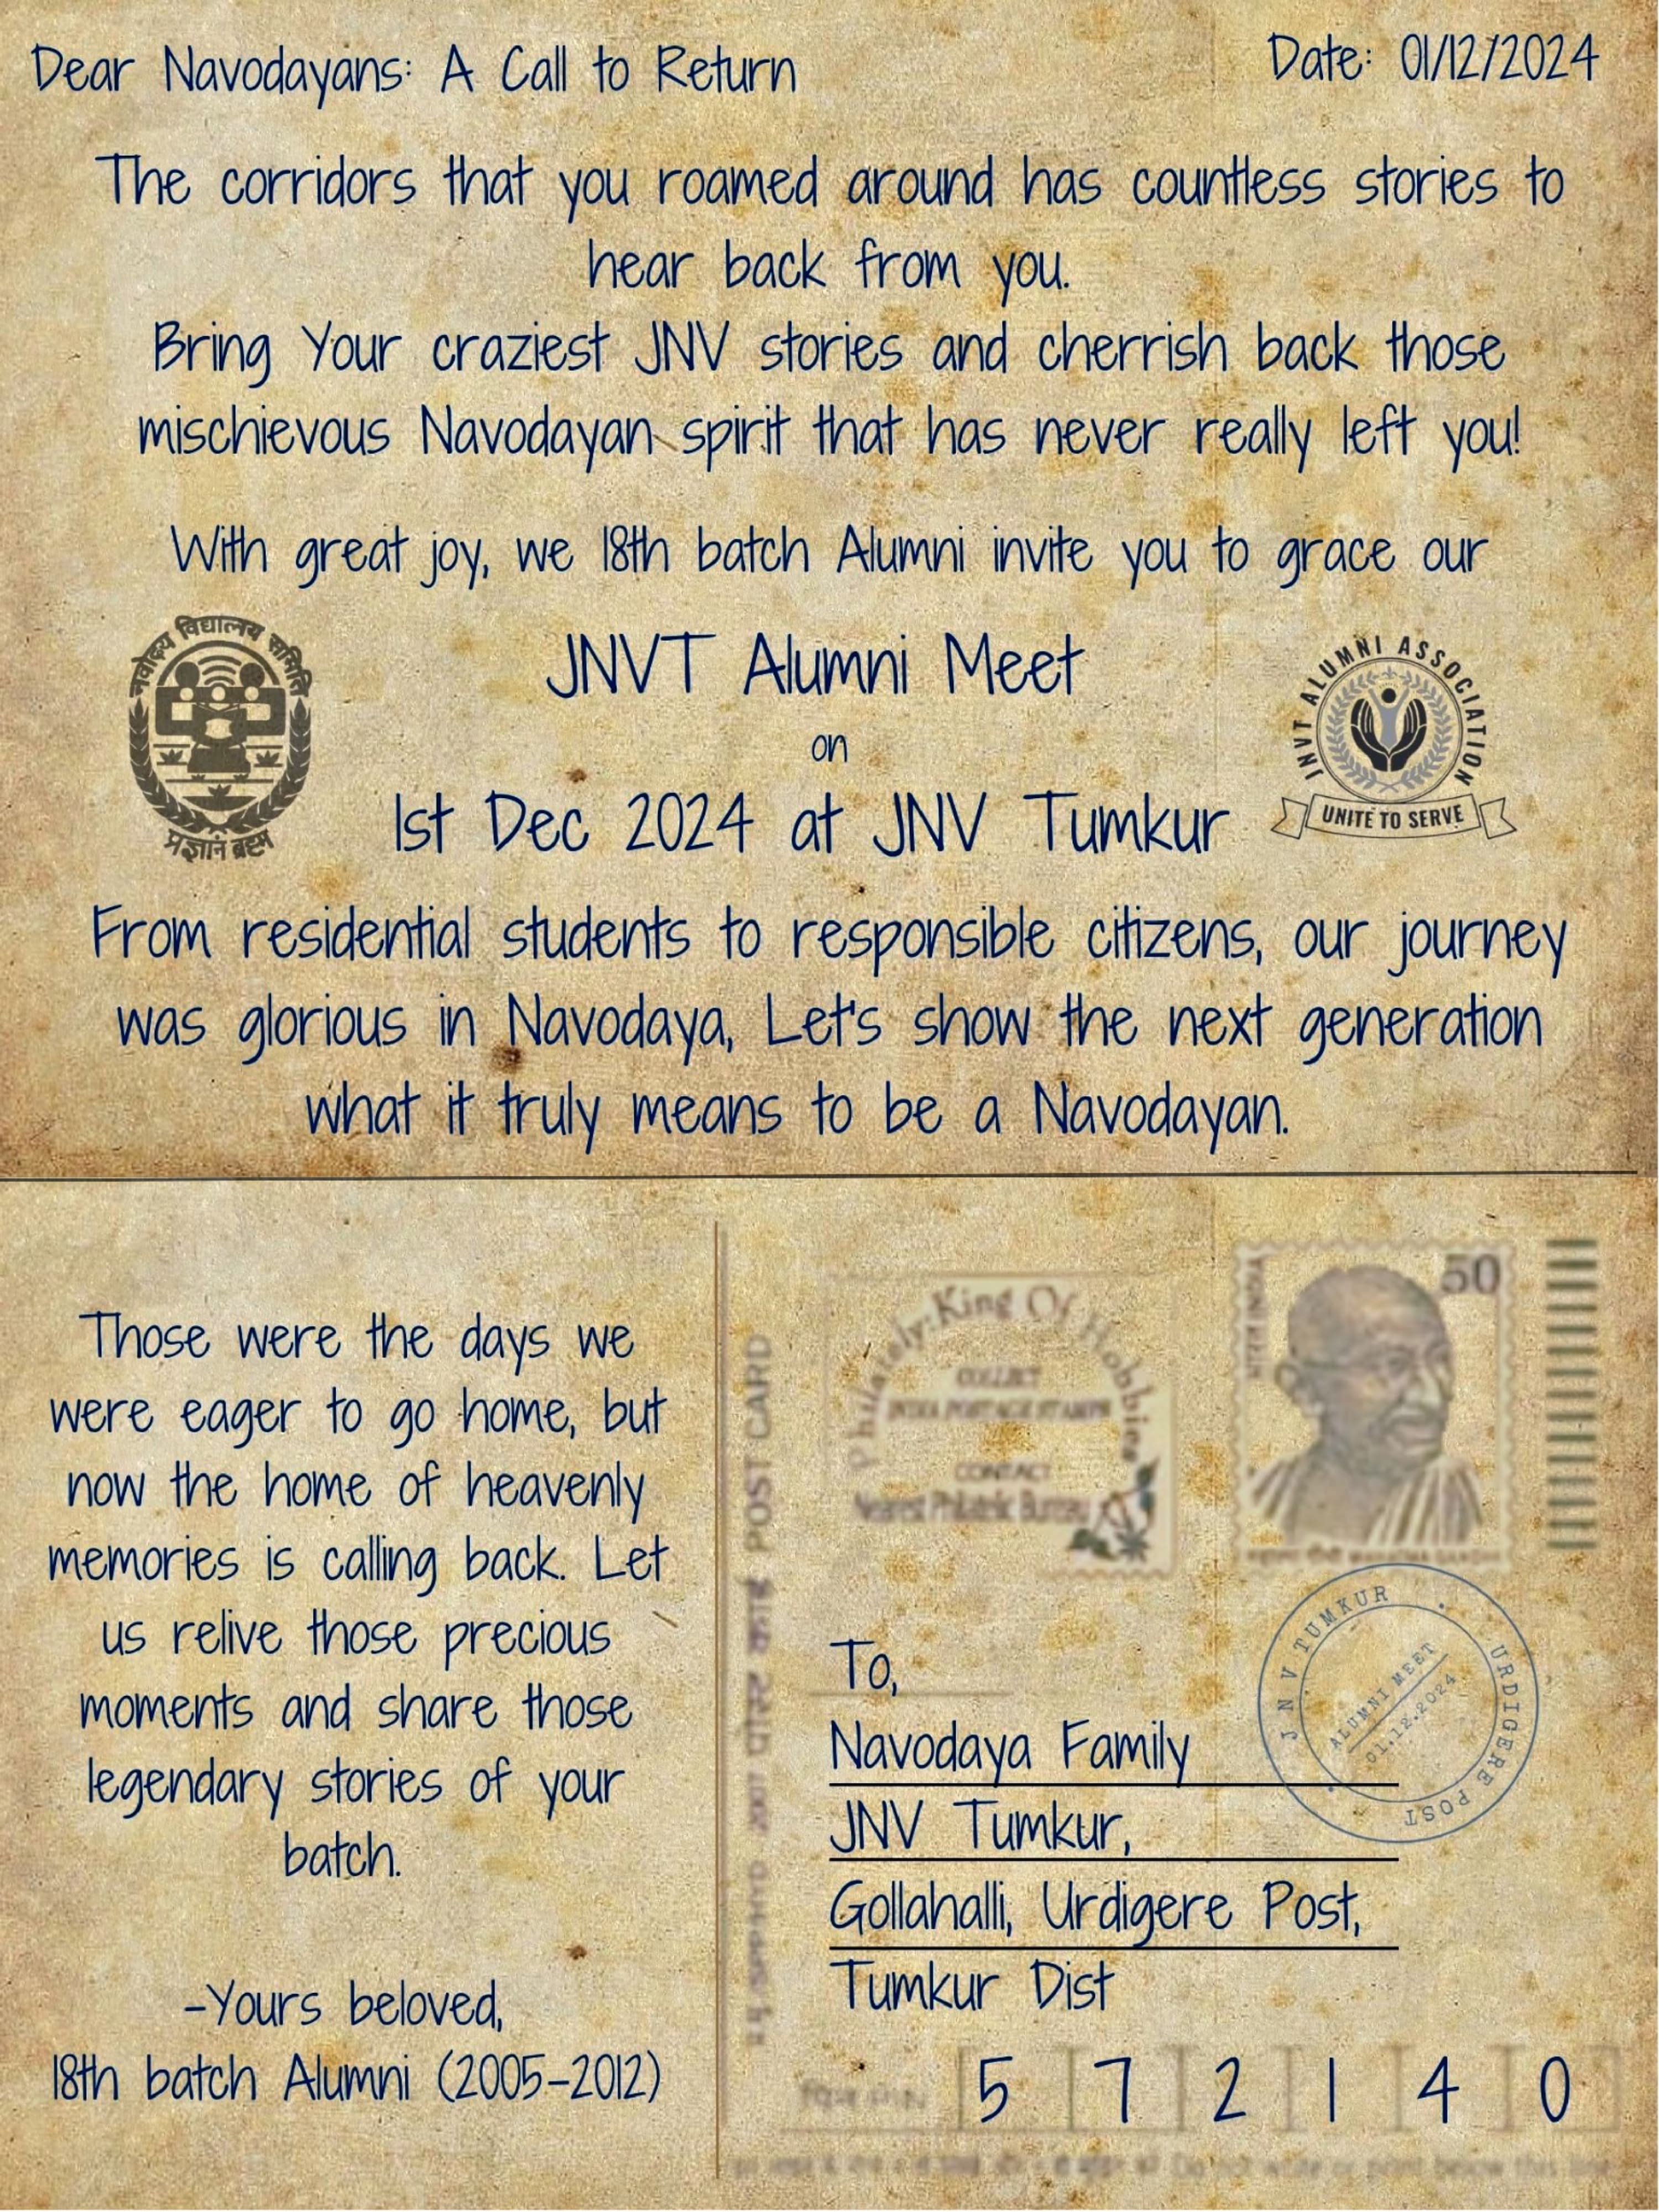 Dear Navodayans: A Call to Return
Date: 01/12/2024
The corridors that you roamed around has countless stories to
hear back from you.
Bring Your craziest JNV stories and cherrish back those
mischievous Navodayan spirit that has never really left you!
With great joy, we 18th batch Alumni invite you to grace our
नवोदय विद्यालय समिति
प्रज्ञानं ब्रह्म
JNVT Alumni Meet
on
1st Dec 2024 at JNV Tumkur
JNVT ALUMNI ASSOCIATION
UNITE TO SERVE
From residential students to responsible citizens, our journey
was glorious in Navodaya, Let's show the next generation
what it truly means to be a Navodayan.
Those were the days we
were eager to go home, but
now the home of heavenly
memories is calling back. Let
us relive those precious
moments and share those
legendary stories of your
batch.
-Yours beloved,
18th batch Alumni (2005-2012)
POST CARD
Philately: King Of Hobbies
COLLECT
INDIA POSTAGE STAMPS
CONTACT
Nearest Philatelic Bureau
50
JNV TUMKUR
URDIGERE POST
ALUMNI MEET
01.12.2024
To,
Navodaya Family
JNV Tumkur,
Gollahalli, Urdigere Post,
Tumkur Dist
5 7 2 1 4 0